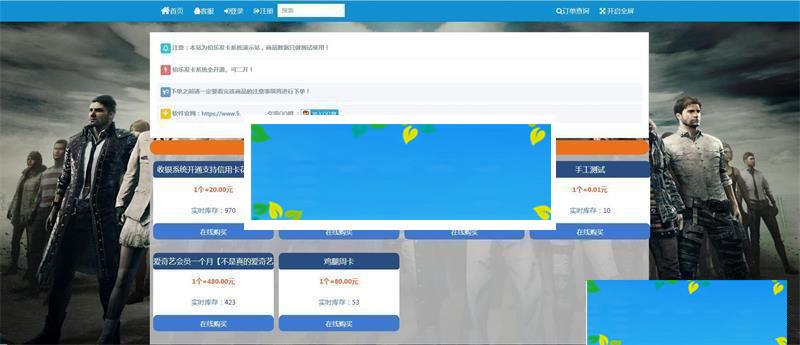 首页 客服 登录 注册 搜索 订单查询 开启全屏
注意：本站为伯乐发卡系统演示站，商品数据只做测试使用！
伯乐发卡系统全开源，可二开！
下单之前请一定要看完该商品的注意事项再进行下单！
软件官网：https://www.5.
收银系统开通支持信用卡花 手工测试
1个=20.00元 1个=0.01元
实时库存：970 实时库存：10
在线购买 在线购买 在线购买 在线购买
爱奇艺会员一个月【不是真的爱奇艺 鸡腿周卡
1个=480.00元 1个=80.00元
实时库存：423 实时库存：53
在线购买 在线购买